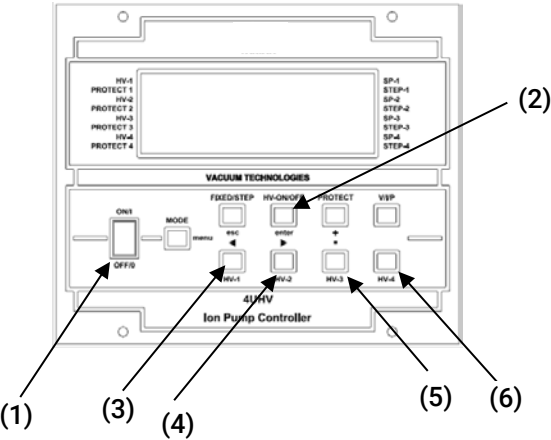 HV-1
PROTECT 1
HV-2
PROTECT 2
HV-3
PROTECT 3
HV-4
PROTECT 4
SP-1
STEP-1
SP-2
STEP-2
SP-3
STEP-3
SP-4
STEP-4
(2)
VACUUM TECHNOLOGIES
FIXED/STEP HV-ON/OFF PROTECT V/I/P
ON/I
MODE
menu
esc enter +
OFF/0
HV-1 HV-2 HV-3 HV-4
4UHV
Ion Pump Controller
(1) (3) (4) (5) (6)